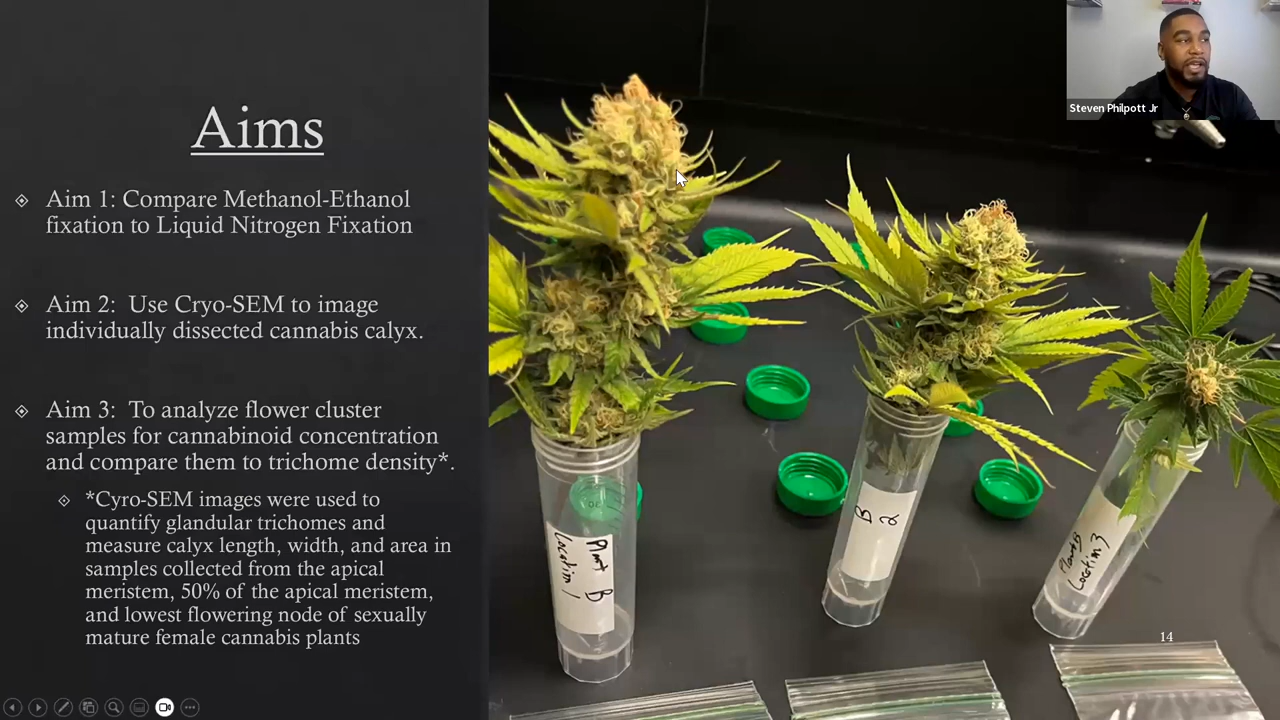 Aims
Aim 1: Compare Methanol-Ethanol
fixation to Liquid Nitrogen Fixation
Aim 2:  Use Cryo-SEM to image
individually dissected cannabis calyx.
Aim 3:  To analyze flower cluster
samples for cannabinoid concentration
and compare them to trichome density*.
*Cyro-SEM images were used to
quantify glandular trichomes and
measure calyx length, width, and area in
samples collected from the apical
meristem, 50% of the apical meristem,
and lowest flowering node of sexually
mature female cannabis plants
Steven Philpott Jr
Plant B
Location 1
B
2
Plant B
Location 3
14